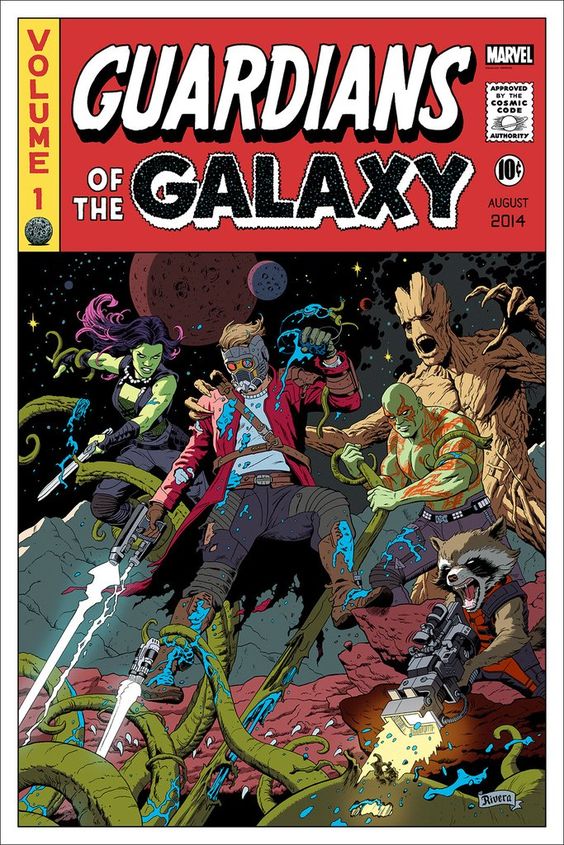 VOLUME 1
GUARDIANS
OF THE
GALAXY
MARVEL
APPROVED
BY THE
COSMIC
CODE
AUTHORITY
10¢
AUGUST
2014
Rivera